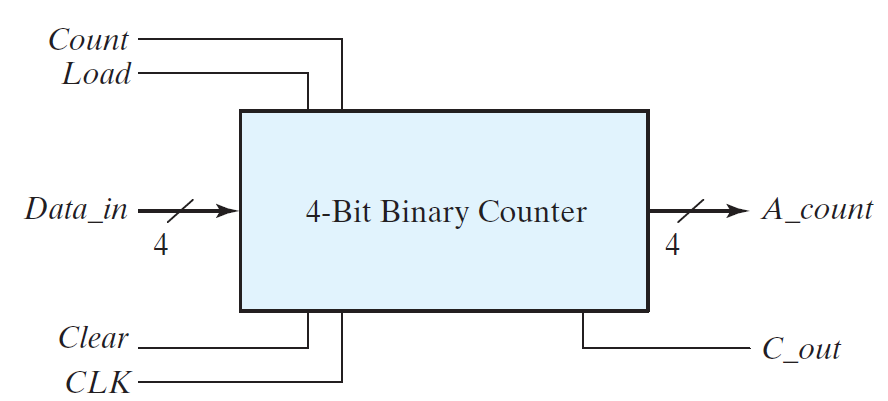 Count
Load
Data_in
4
4-Bit Binary Counter
4
A_count
Clear
CLK
C_out